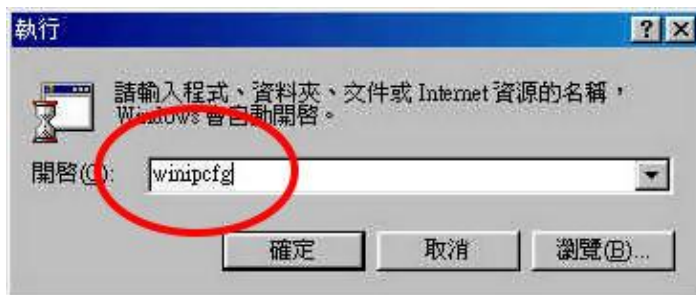 執行
請輸入程式、資料夾、文件或 Internet 資源的名稱，
Windows 會自動開啓。
開啓(O):
winipcfg
確定
取消
瀏覽(B)...